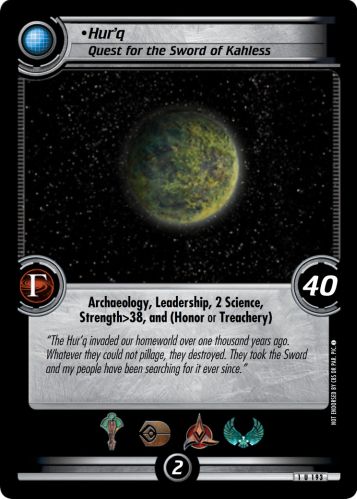 •Hur'q
Quest for the Sword of Kahless
Γ
40
Archaeology, Leadership, 2 Science,
Strength>38, and (Honor or Treachery)
"The Hur'q invaded our homeworld over one thousand years ago.
Whatever they could not pillage, they destroyed. They took the Sword
and my people have been searching for it ever since."
NOT ENDORSED BY CBS OR PAR. PIC.
2
1 U 193